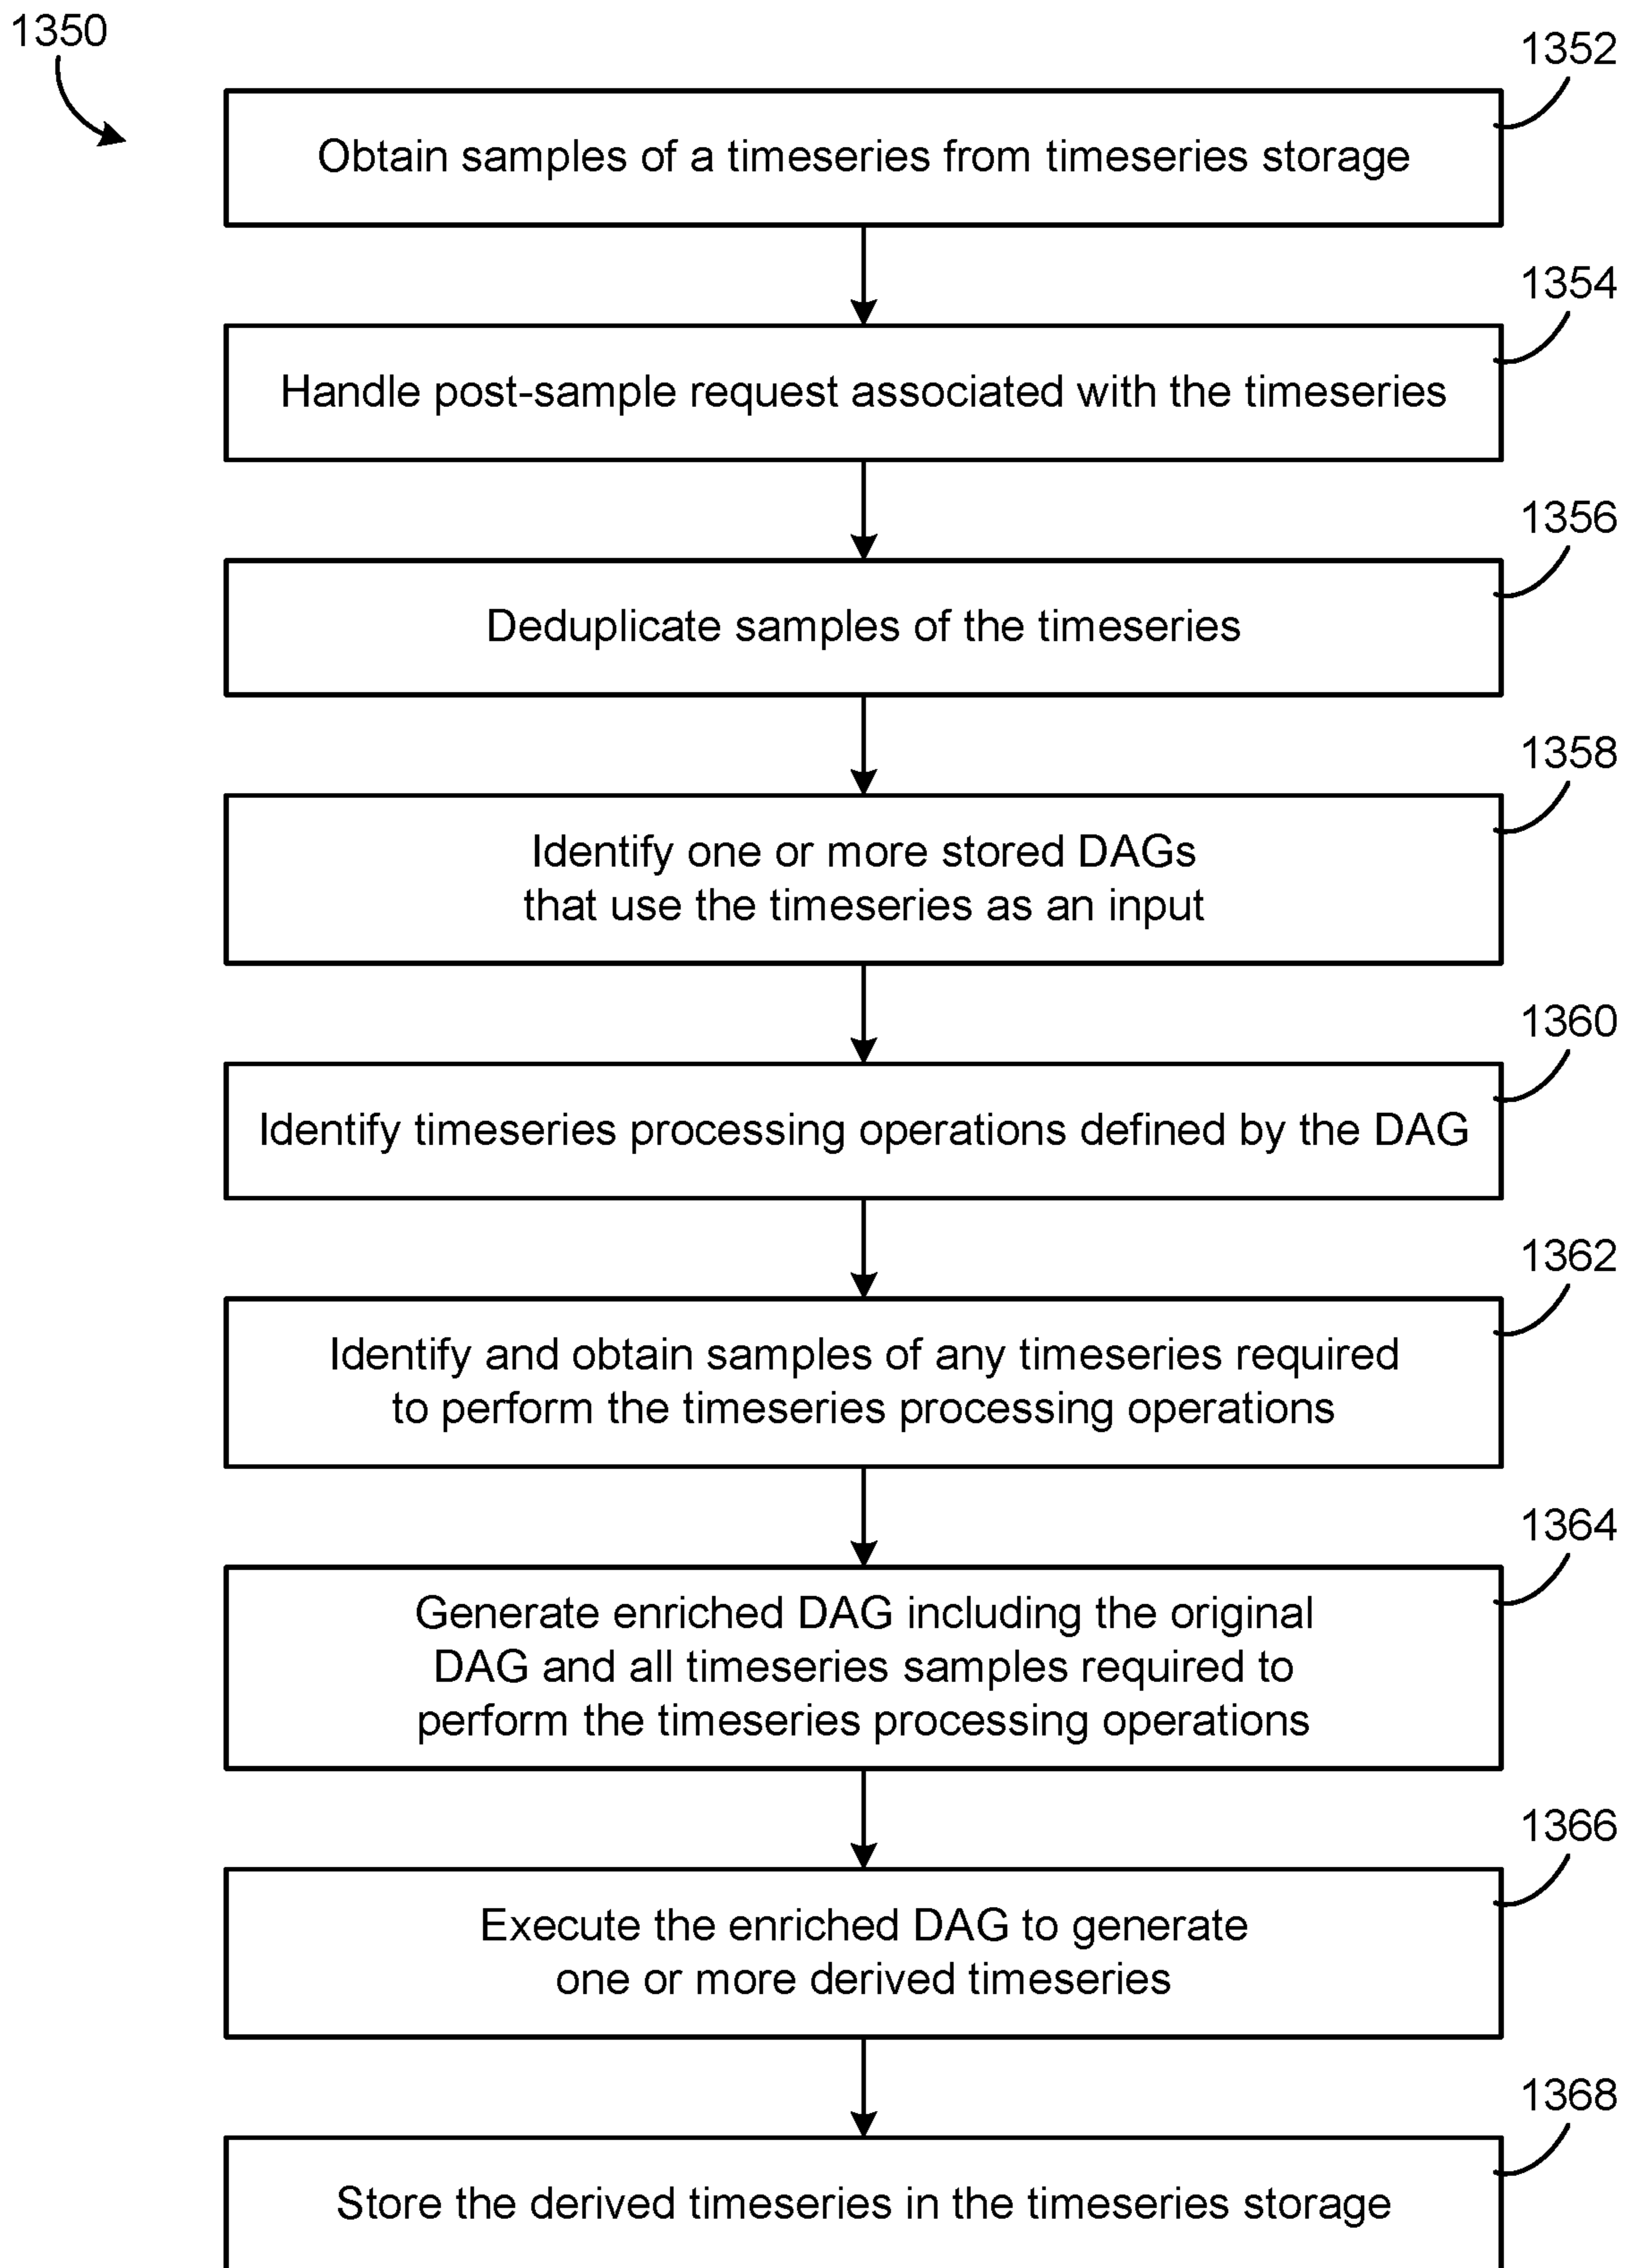 1350
1352
Obtain samples of a timeseries from timeseries storage
1354
Handle post-sample request associated with the timeseries
1356
Deduplicate samples of the timeseries
1358
Identify one or more stored DAGs
that use the timeseries as an input
1360
Identify timeseries processing operations defined by the DAG
1362
Identify and obtain samples of any timeseries required
to perform the timeseries processing operations
1364
Generate enriched DAG including the original
DAG and all timeseries samples required to
perform the timeseries processing operations
1366
Execute the enriched DAG to generate
one or more derived timeseries
1368
Store the derived timeseries in the timeseries storage